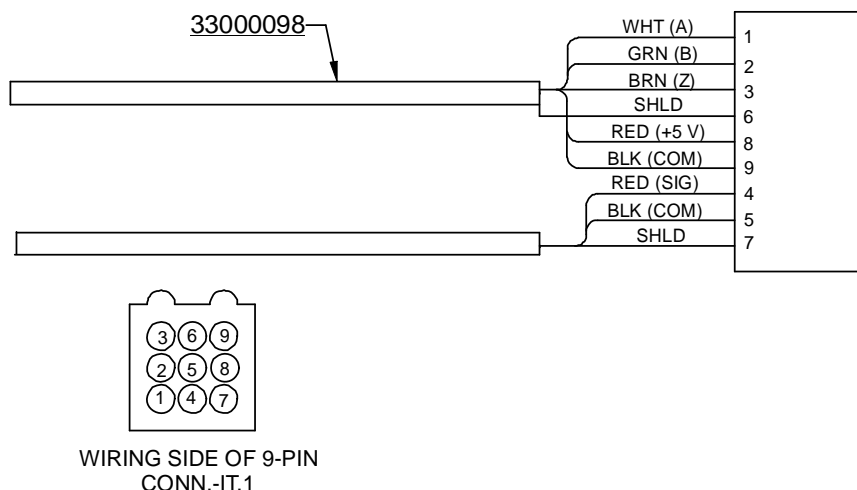 33000098
WHT (A) 1
GRN (B) 2
BRN (Z) 3
SHLD 6
RED (+5 V) 8
BLK (COM) 9
RED (SIG) 4
BLK (COM) 5
SHLD 7
3 6 9
2 5 8
1 4 7
WIRING SIDE OF 9-PIN
CONN.-IT.1